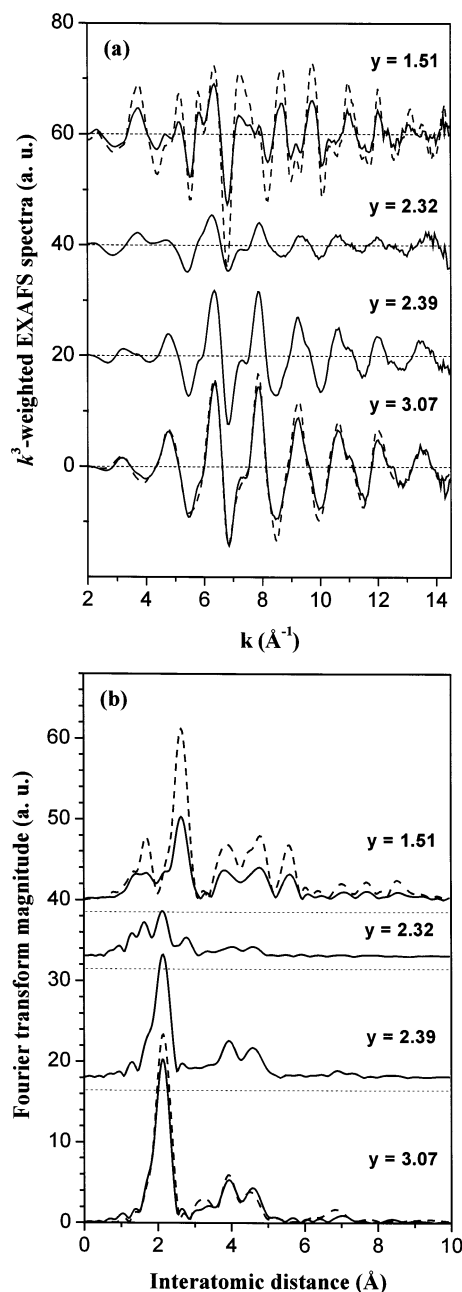 (a)
80
y = 1.51
60
y = 2.32
40
y = 2.39
20
y = 3.07
0
k³-weighted EXAFS spectra (a. u.)
2 4 6 8 10 12 14
k (Å⁻¹)
(b)
60
y = 1.51
50
40
y = 2.32
30
y = 2.39
20
10
y = 3.07
0
Fourier transform magnitude (a. u.)
0 2 4 6 8 10
Interatomic distance (Å)